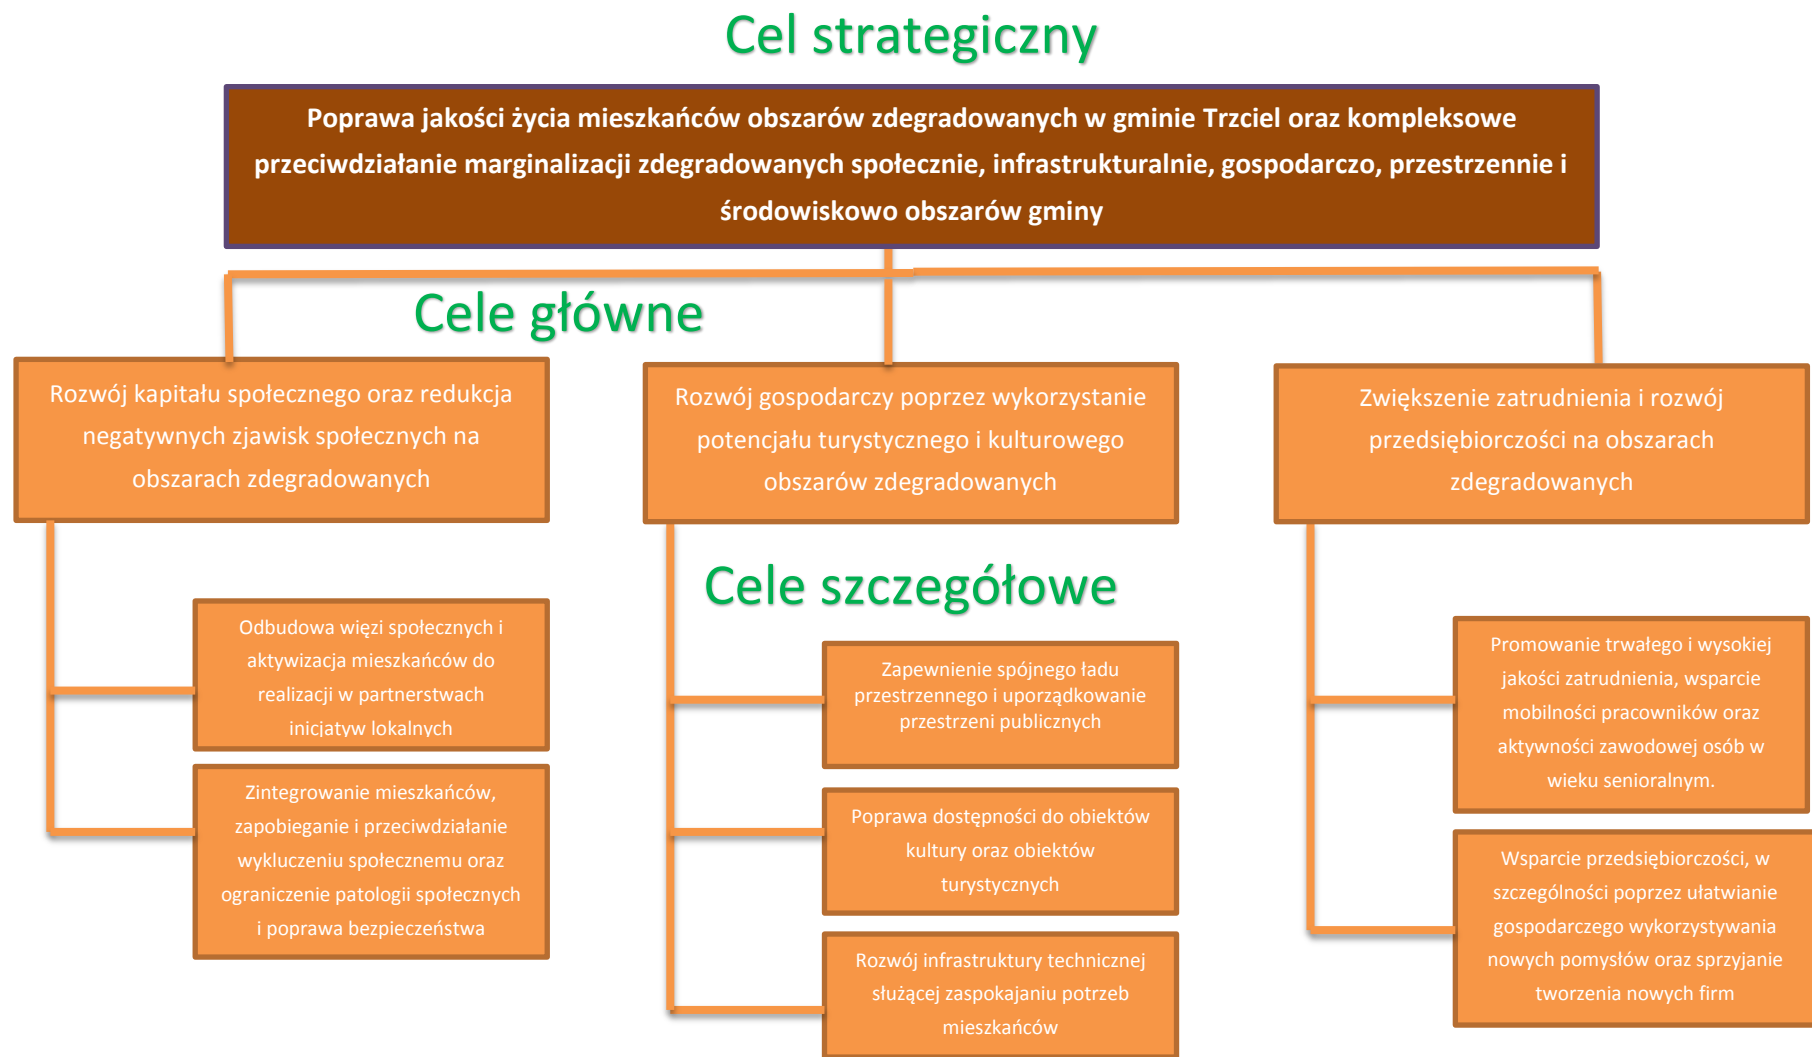 Cel strategiczny
Poprawa jakości życia mieszkańców obszarów zdegradowanych w gminie Trzciel oraz kompleksowe
przeciwdziałanie marginalizacji zdegradowanych społecznie, infrastrukturalnie, gospodarczo, przestrzennie i
środowiskowo obszarów gminy
Cele główne
Rozwój kapitału społecznego oraz redukcja
negatywnych zjawisk społecznych na
obszarach zdegradowanych
Rozwój gospodarczy poprzez wykorzystanie
potencjału turystycznego i kulturowego
obszarów zdegradowanych
Zwiększenie zatrudnienia i rozwój
przedsiębiorczości na obszarach
zdegradowanych
Cele szczegółowe
Odbudowa więzi społecznych i
aktywizacja mieszkańców do
realizacji w partnerstwach
inicjatyw lokalnych
Zintegrowanie mieszkańców,
zapobieganie i przeciwdziałanie
wykluczeniu społecznemu oraz
ograniczenie patologii społecznych
i poprawa bezpieczeństwa
Zapewnienie spójnego ładu
przestrzennego i uporządkowanie
przestrzeni publicznych
Poprawa dostępności do obiektów
kultury oraz obiektów
turystycznych
Rozwój infrastruktury technicznej
służącej zaspokajaniu potrzeb
mieszkańców
Promowanie trwałego i wysokiej
jakości zatrudnienia, wsparcie
mobilności pracowników oraz
aktywności zawodowej osób w
wieku senioralnym.
Wsparcie przedsiębiorczości, w
szczególności poprzez ułatwianie
gospodarczego wykorzystywania
nowych pomysłów oraz sprzyjanie
tworzenia nowych firm